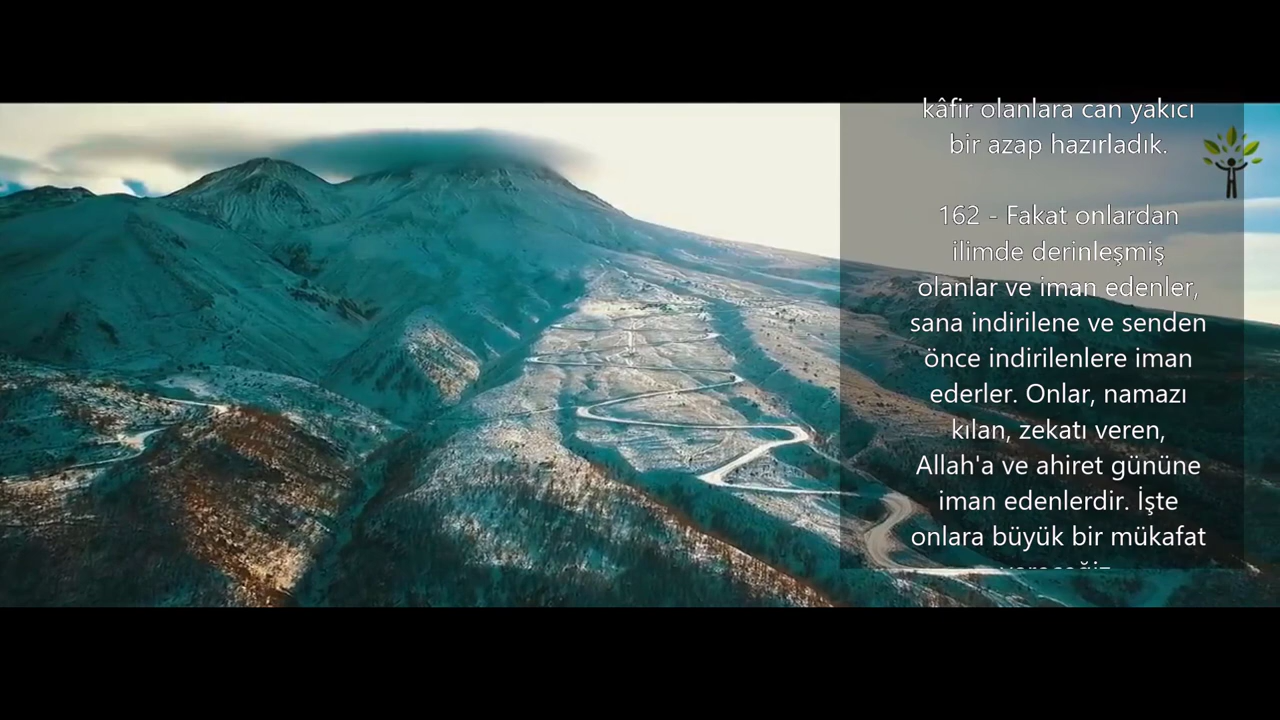 kâfir olanlara can yakıcı
bir azap hazırladık.
162 - Fakat onlardan
ilimde derinleşmiş
olanlar ve iman edenler,
sana indirilene ve senden
önce indirilenlere iman
ederler. Onlar, namazı
kılan, zekatı veren,
Allah'a ve ahiret gününe
iman edenlerdir. İşte
onlara büyük bir mükafat